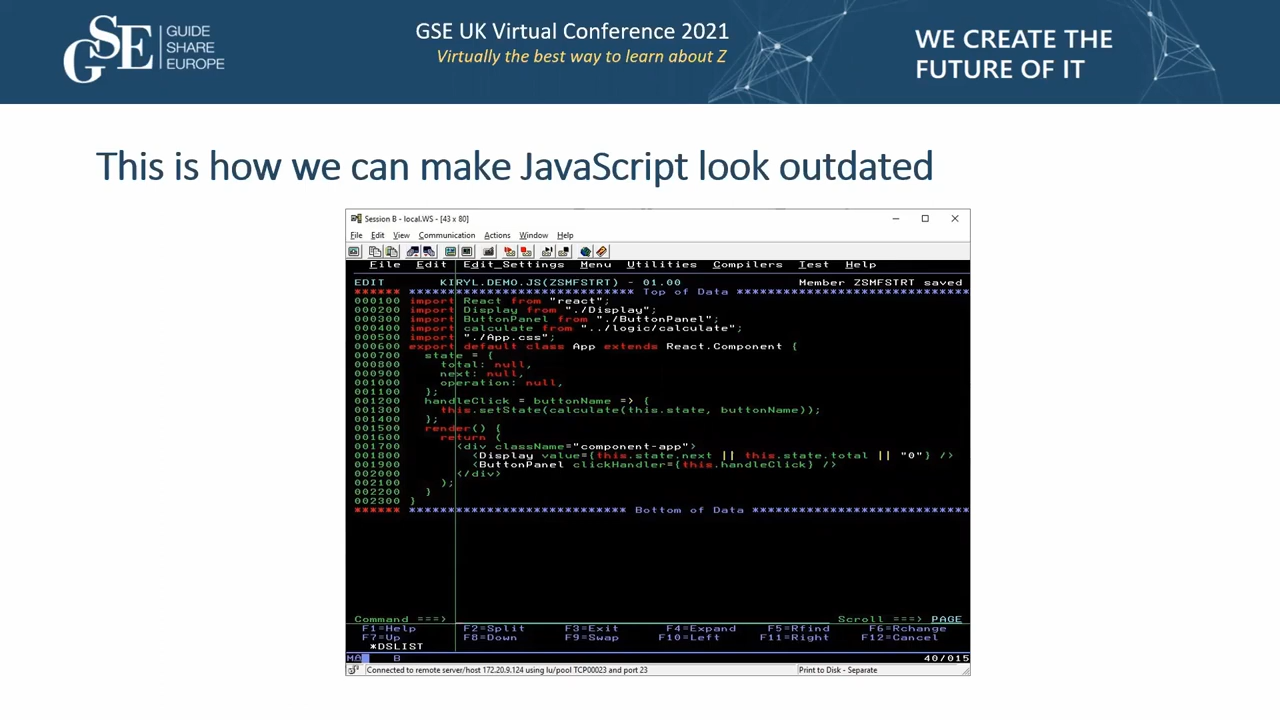 GSE
GUIDE
SHARE
EUROPE
GSE UK Virtual Conference 2021
Virtually the best way to learn about Z
WE CREATE THE
FUTURE OF IT
This is how we can make JavaScript look outdated
Session B - local.WS - [43 x 80]
File Edit View Communication Actions Window Help
File Edit Edit_Settings Menu Utilities Compilers Test Help
EDIT KIRYL.DEMO.JS(ZSMFSTRT) - 01.00 Member ZSMFSTRT saved
****** **************************** Top of Data ******************************
000100 import React from "react";
000200 import Display from "./Display";
000300 import ButtonPanel from "./ButtonPanel";
000400 import calculate from "../logic/calculate";
000500 import "./App.css";
000600 export default class App extends React.Component {
000700 state = {
000800 total: null,
000900 next: null,
001000 operation: null,
001100 };
001200 handleClick = buttonName => {
001300 this.setState(calculate(this.state, buttonName));
001400 };
001500 render() {
001600 return (
001700 <div className="component-app">
001800 <Display value={this.state.next || this.state.total || "0"} />
001900 <ButtonPanel clickHandler={this.handleClick} />
002000 </div>
002100 );
002200 }
002300 }
****** *************************** Bottom of Data ****************************
Command ===> Scroll ===> PAGE
F1=Help F2=Split F3=Exit F4=Expand F5=Rfind F6=Rchange
F7=Up F8=Down F9=Swap F10=Left F11=Right F12=Cancel
*DSLIST
B 40/015
Connected to remote server/host 172.20.9.124 using lu/pool TCP00023 and port 23 Print to Disk - Separate